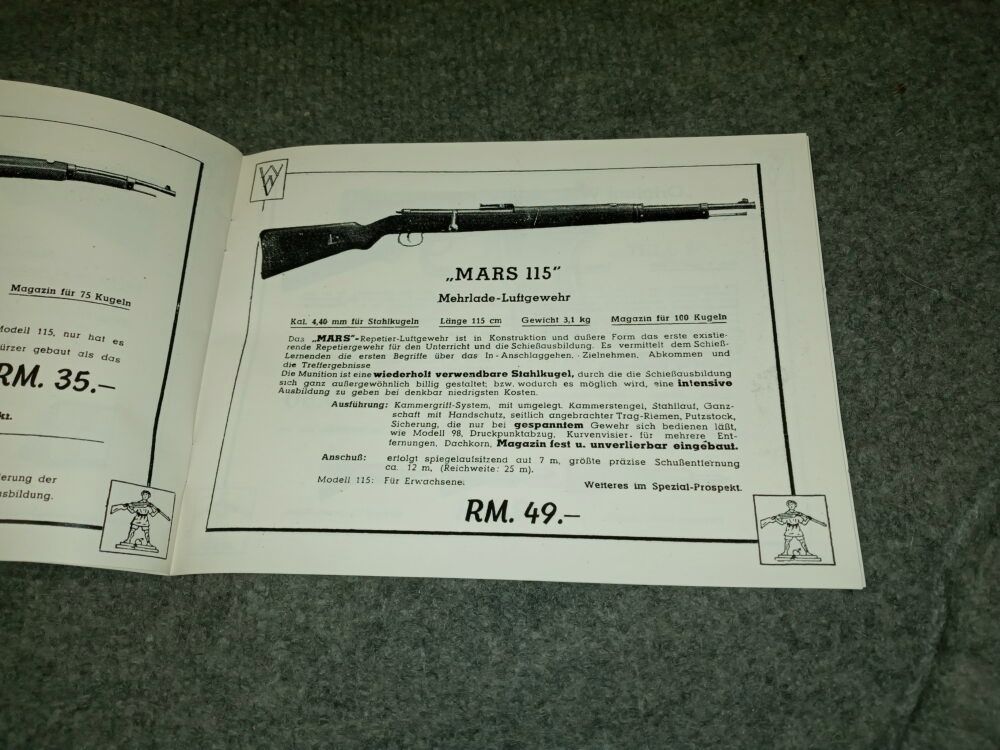 Magazin für 75 Kugeln
Modell 115, nur hat es
kürzer gebaut als das
RM. 35.–
kt.
erung der
usbildung.
W
„MARS 115"
Mehrlade-Luftgewehr
Kal. 4,40 mm für Stahlkugeln Länge 115 cm Gewicht 3,1 kg Magazin für 100 Kugeln
Das „MARS"-Repetier-Luftgewehr ist in Konstruktion und äußere Form das erste existie-
rende Repetiergewehr für den Unterricht und die Schießausbildung. Es vermittelt dem Schieß-
Lernenden die ersten Begriffe über das In-Anschlaggehen, Zielnehmen, Abkommen und
die Treffergebnisse
Die Munition ist eine wiederholt verwendbare Stahlkugel, durch die die Schießausbildung
sich ganz außergewöhnlich billig gestaltet; bzw. wodurch es möglich wird, eine intensive
Ausbildung zu geben bei denkbar niedrigsten Kosten.
Ausführung: Kammergriff-System, mit umgelegt. Kammerstengel, Stahllauf, Ganz-
schaft mit Handschutz, seitlich angebrachter Trag-Riemen, Putzstock,
Sicherung, die nur bei gespanntem Gewehr sich bedienen läßt,
wie Modell 98, Druckpunktabzug, Kurvenvisier für mehrere Ent-
fernungen, Dachkorn, Magazin fest u. unverlierbar eingebaut.
Anschuß: erfolgt spiegelaufsitzend auf 7 m, größte präzise Schußentfernung
ca. 12 m, (Reichweite: 25 m).
Modell 115: Für Erwachsene. Weiteres im Spezial-Prospekt.
RM. 49.–